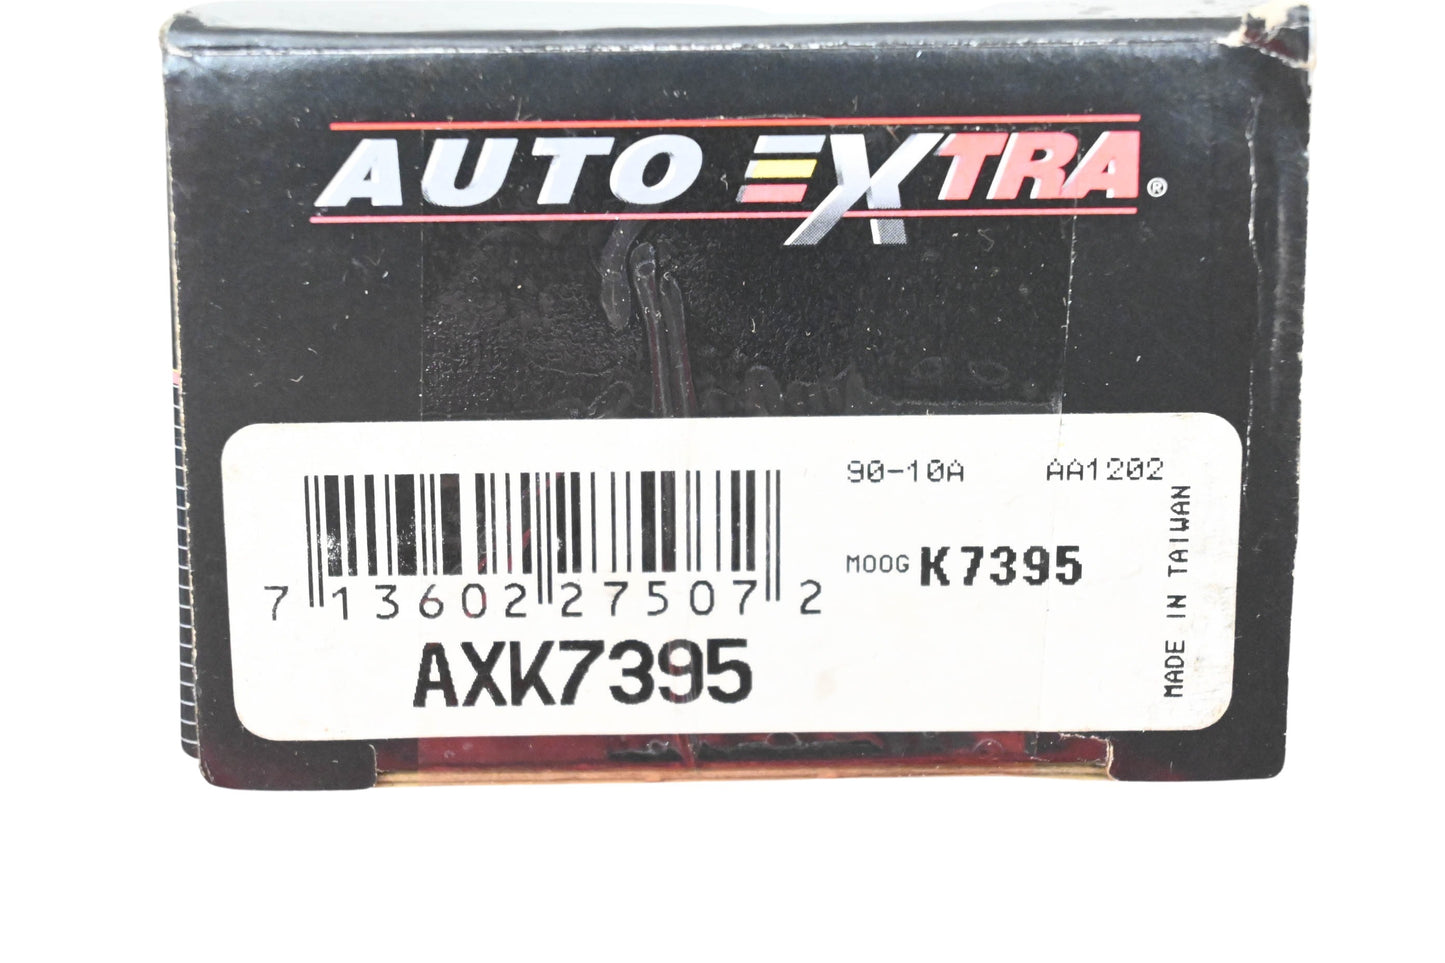 AUTO EXTRA®
90-10A AA1202
MOOG K7395
MADE IN TAIWAN
7 13602 27507 2
AXK7395